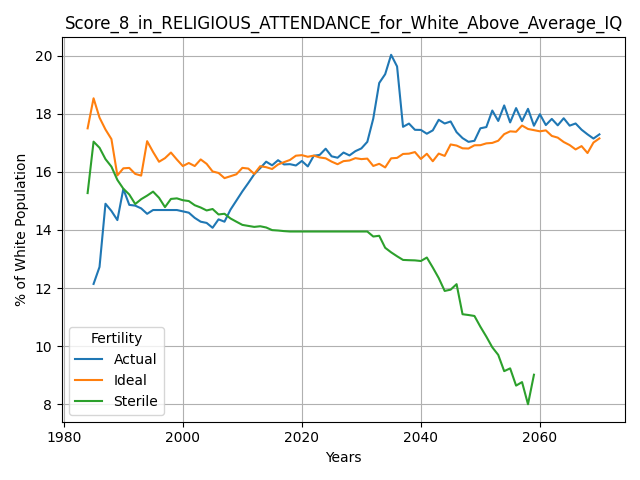 Score_8_in_RELIGIOUS_ATTENDANCE_for_White_Above_Average_IQ
% of White Population
20
18
16
14
12
10
8
Fertility
Actual
Ideal
Sterile
1980 2000 2020 2040 2060
Years